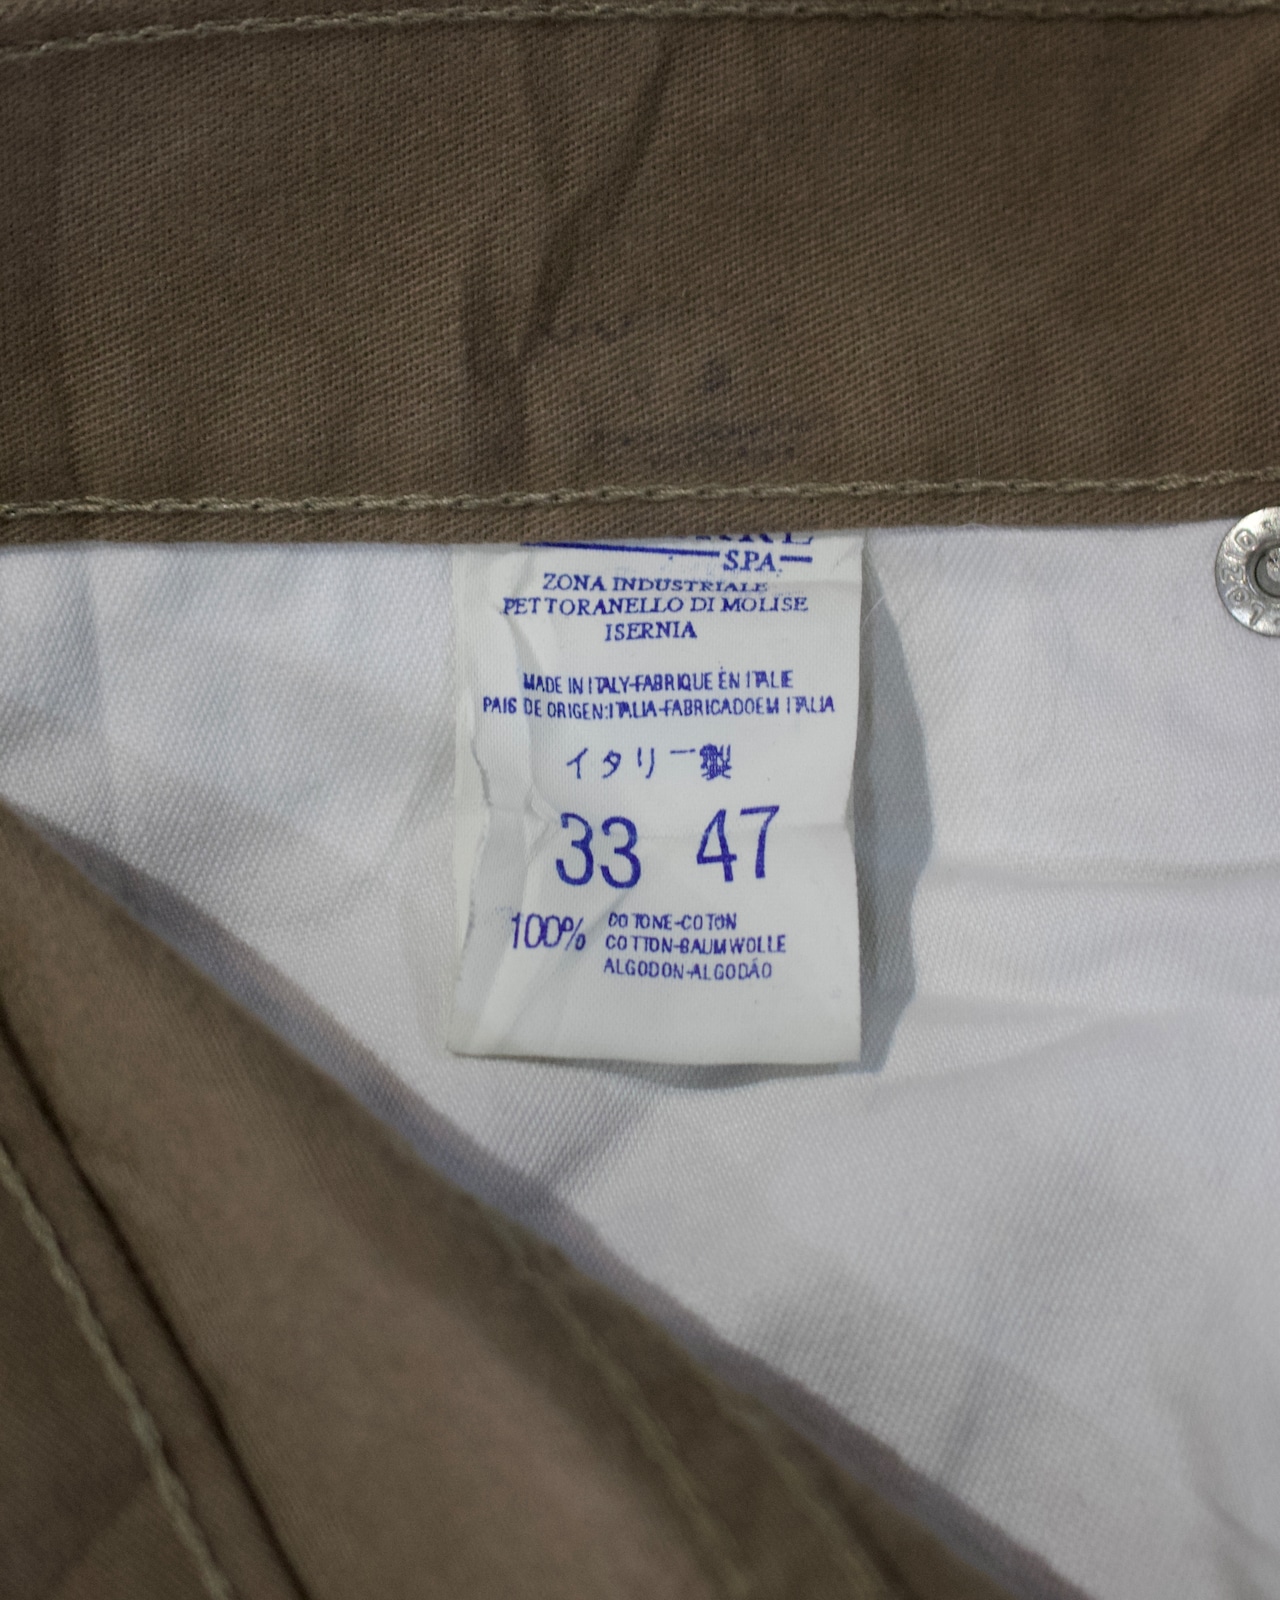 S.P.A.
ZONA INDUSTRIALE
PETTORANELLO DI MOLISE
ISERNIA
MADE IN ITALY-FABRIQUE ÈN ITALIE
PAIS DE ORIGEN:ITALIA-FABRICADOEM ITALIA
イタリー製
33 47
100% COTONE-COTON
COTTON-BAUMWOLLE
ALGODON-ALGODÃO